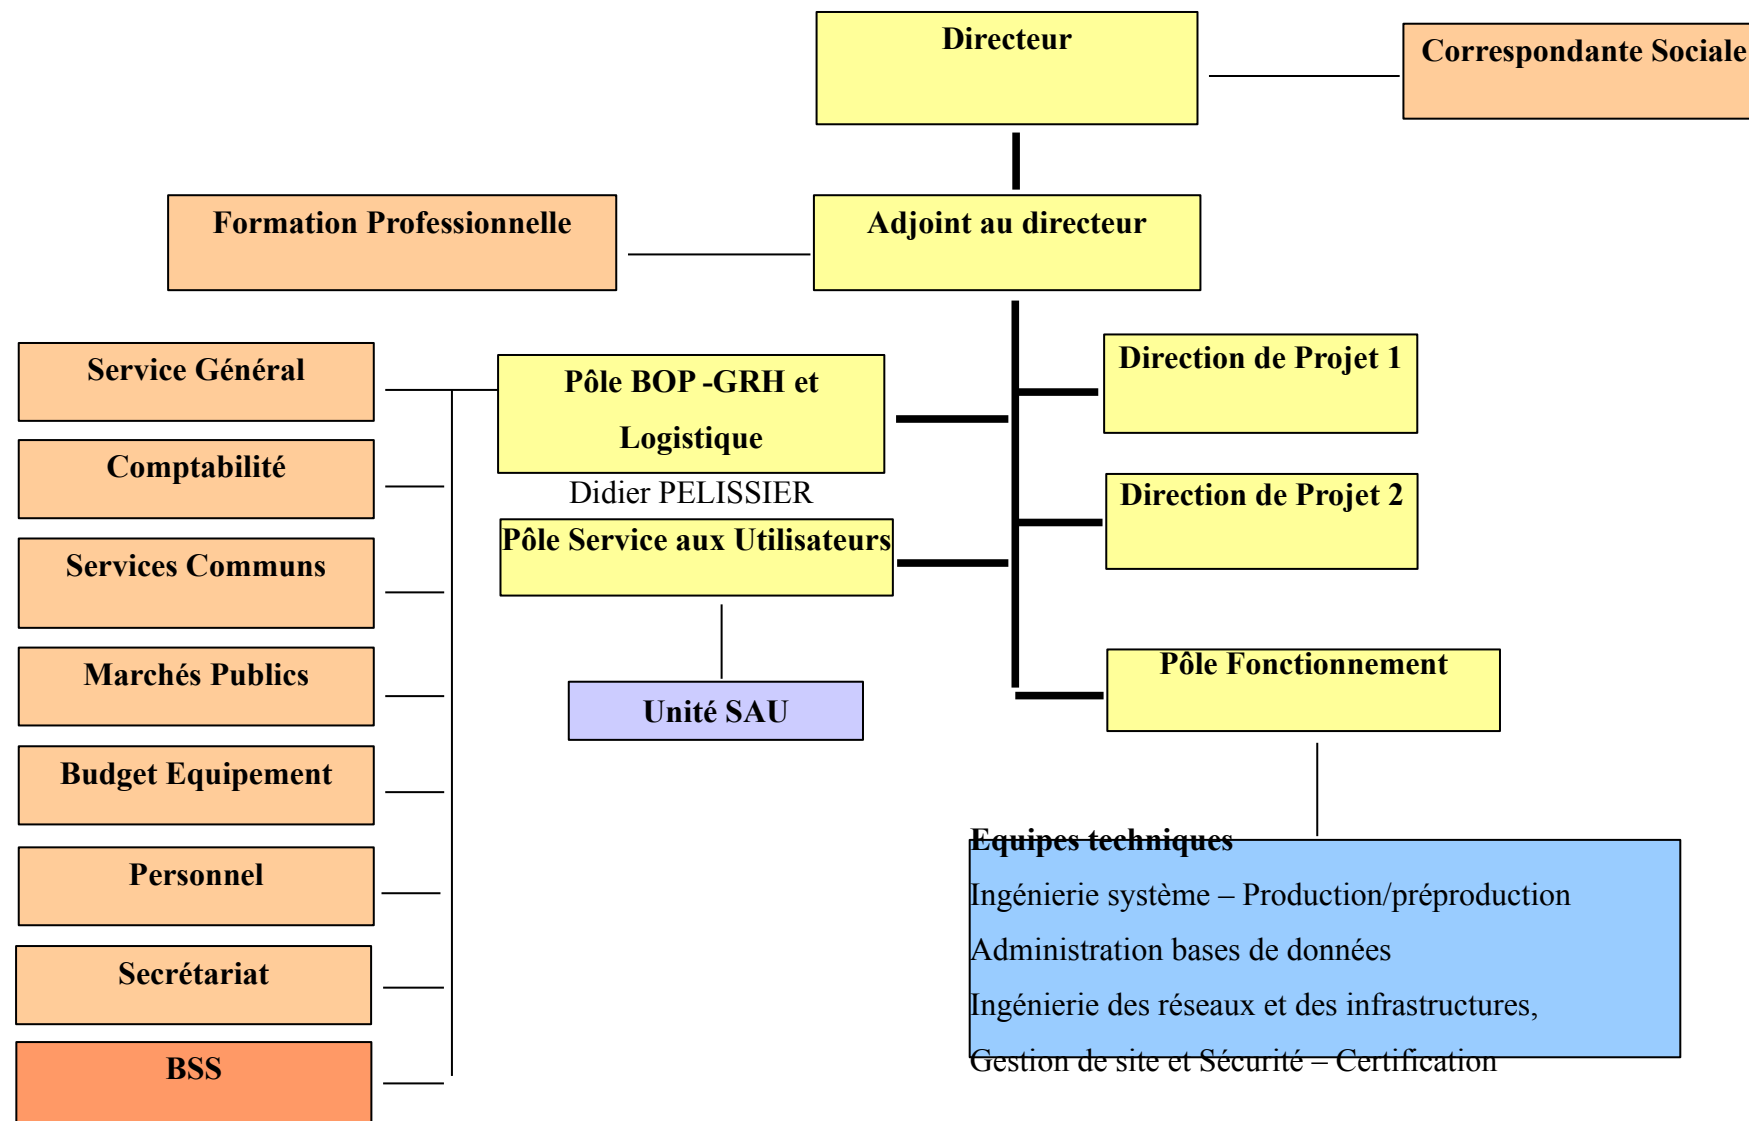 Directeur
Correspondante Sociale
Formation Professionnelle
Adjoint au directeur
Service Général
Comptabilité
Services Communs
Marchés Publics
Budget Equipement
Personnel
Secrétariat
BSS
Pôle BOP -GRH et
Logistique
Didier PELISSIER
Pôle Service aux Utilisateurs
Unité SAU
Direction de Projet 1
Direction de Projet 2
Pôle Fonctionnement
Equipes techniques
Ingénierie système – Production/préproduction
Administration bases de données
Ingénierie des réseaux et des infrastructures,
Gestion de site et Sécurité – Certification